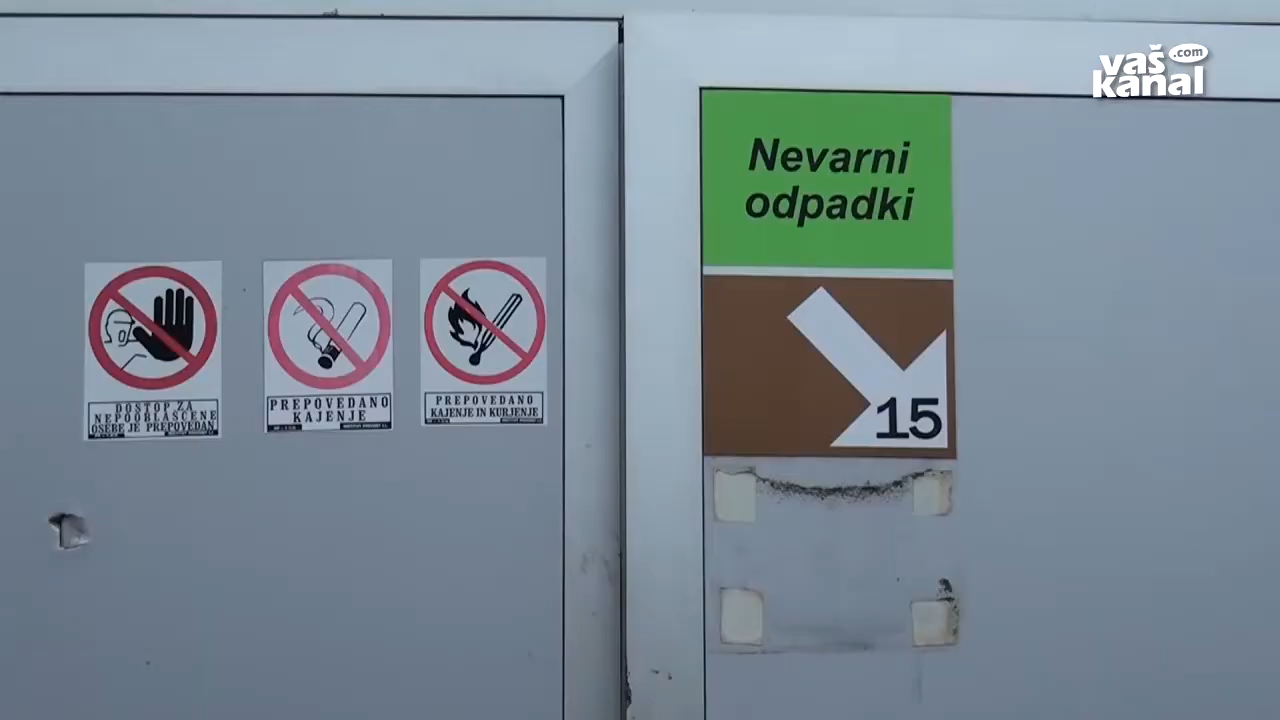 vaš
.com
kanal
Nevarni
odpadki
15
DOSTOP ZA
NEPOOBLAŠČENE
OSEBE JE PREPOVEDAN
PREPOVEDANO
KAJENJE
PREPOVEDANO
KAJENJE IN KURJENJE